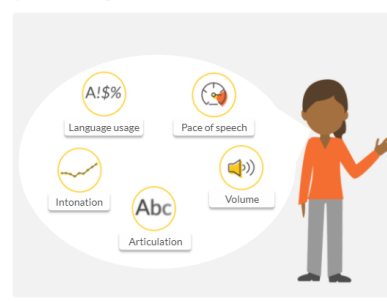 A!$%
Language usage
Pace of speech
Intonation
Volume
Abc
Articulation